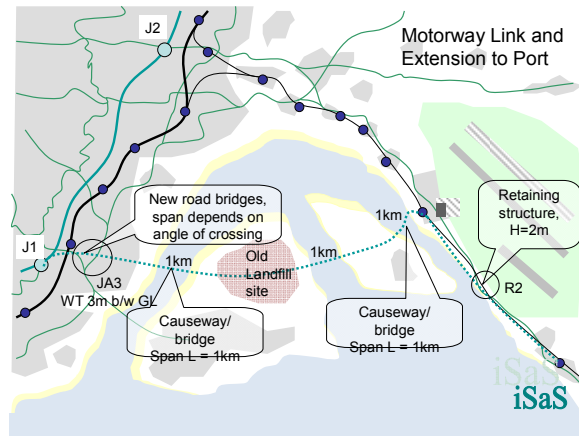 J2
Motorway Link and
Extension to Port
New road bridges,
span depends on
angle of crossing
1km
Retaining
structure,
H=2m
J1
1km
Old
Landfill
site
1km
JA3
WT 3m b/w GL
R2
Causeway/
bridge
Span L = 1km
Causeway/
bridge
Span L = 1km
iSaS
iSaS